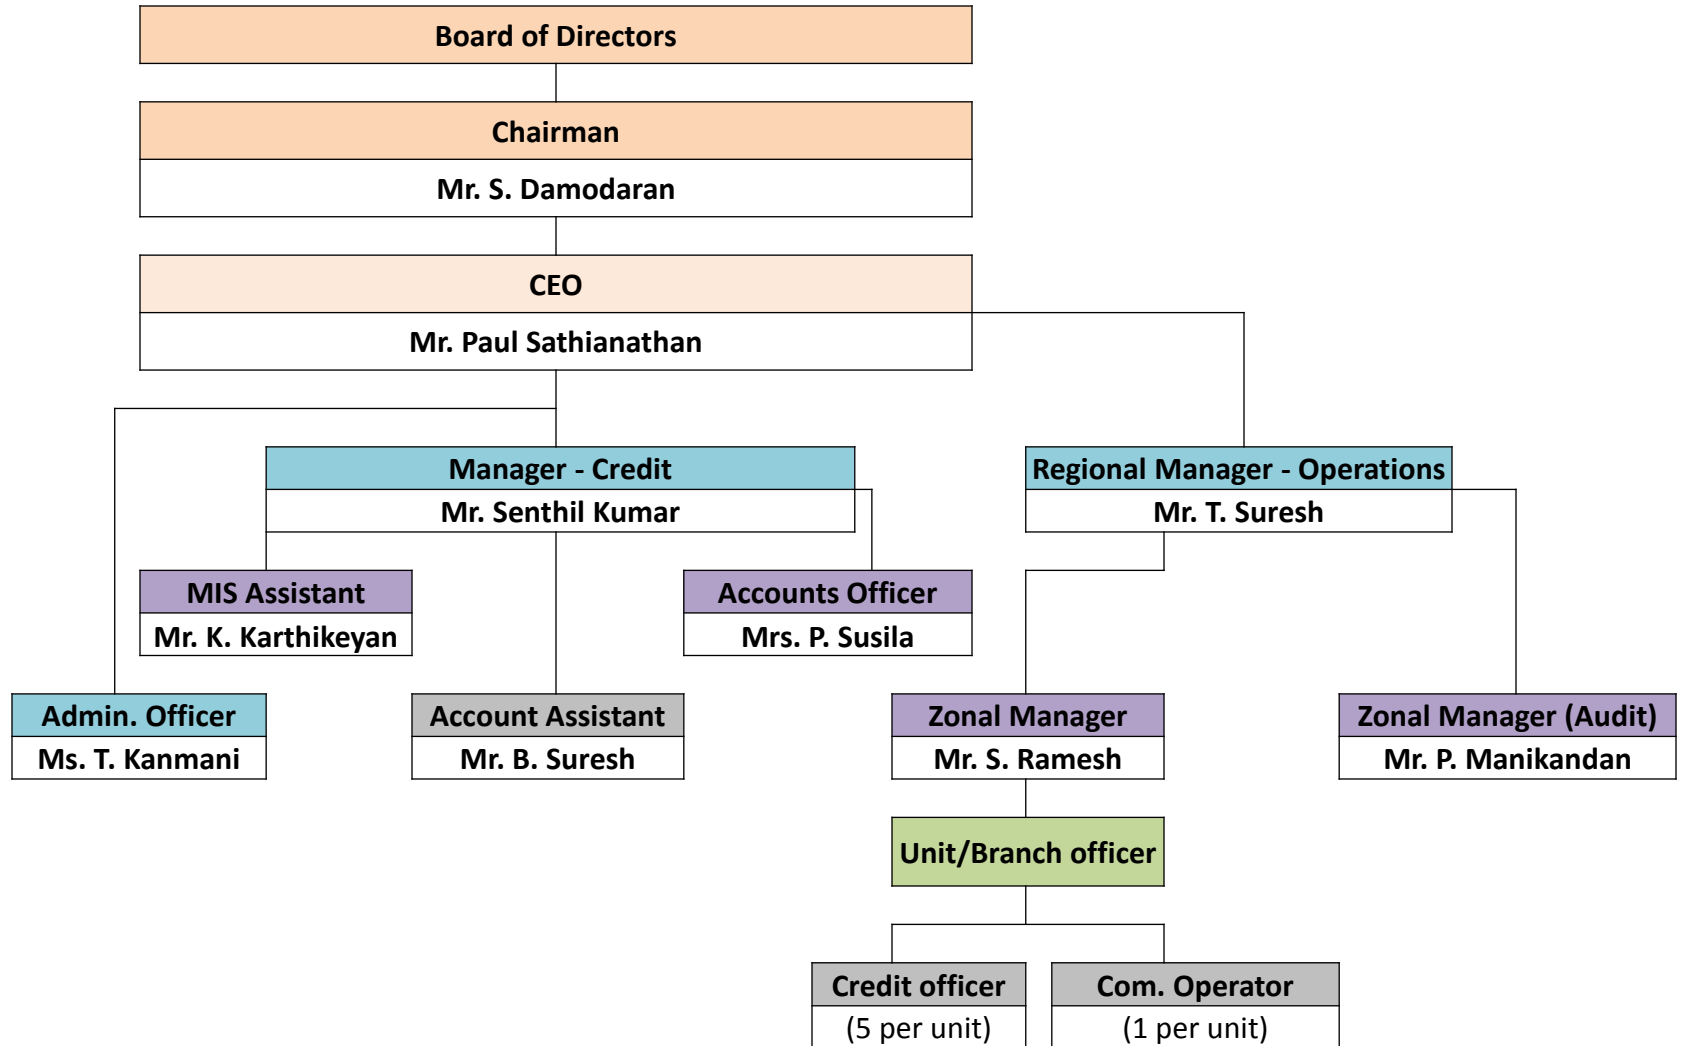 Board of Directors
Chairman
Mr. S. Damodaran
CEO
Mr. Paul Sathianathan
Manager - Credit
Mr. Senthil Kumar
Regional Manager - Operations
Mr. T. Suresh
MIS Assistant
Mr. K. Karthikeyan
Accounts Officer
Mrs. P. Susila
Admin. Officer
Ms. T. Kanmani
Account Assistant
Mr. B. Suresh
Zonal Manager
Mr. S. Ramesh
Zonal Manager (Audit)
Mr. P. Manikandan
Unit/Branch officer
Credit officer
(5 per unit)
Com. Operator
(1 per unit)